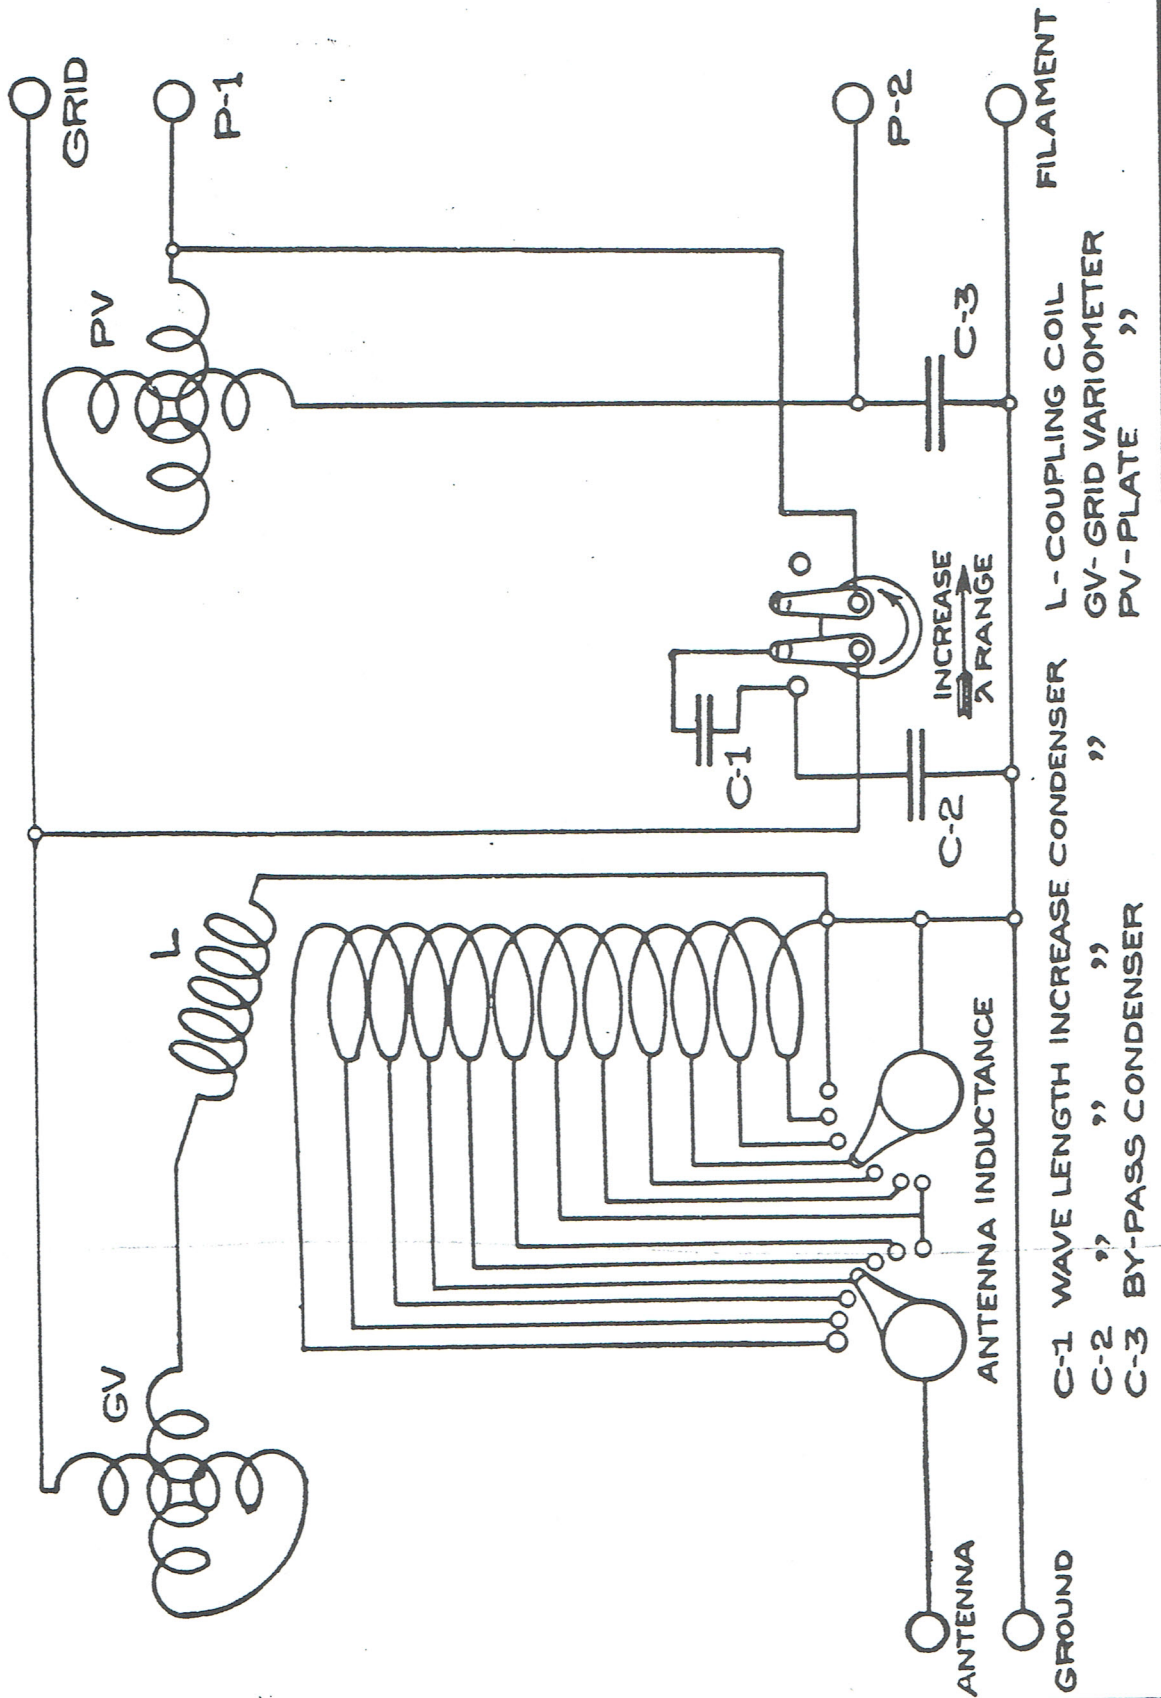 GRID
P-1
PV
GV
L
P-2
C-3
C-1
C-2
INCREASE
λ RANGE
ANTENNA INDUCTANCE
ANTENNA
GROUND
FILAMENT
C-1 WAVE LENGTH INCREASE CONDENSER
C-2 " " " "
C-3 BY-PASS CONDENSER
L- COUPLING COIL
GV- GRID VARIOMETER
PV-PLATE "